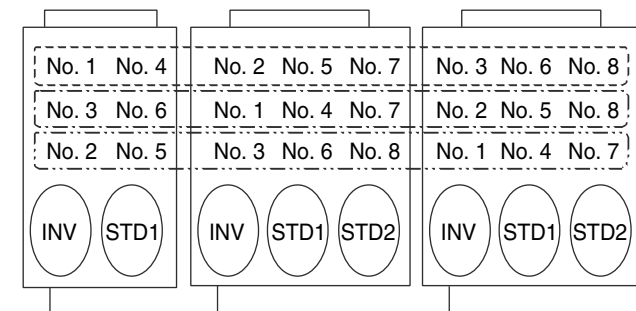 No. 1 No. 4 No. 2 No. 5 No. 7 No. 3 No. 6 No. 8
No. 3 No. 6 No. 1 No. 4 No. 7 No. 2 No. 5 No. 8
No. 2 No. 5 No. 3 No. 6 No. 8 No. 1 No. 4 No. 7
INV STD1 INV STD1 STD2 INV STD1 STD2